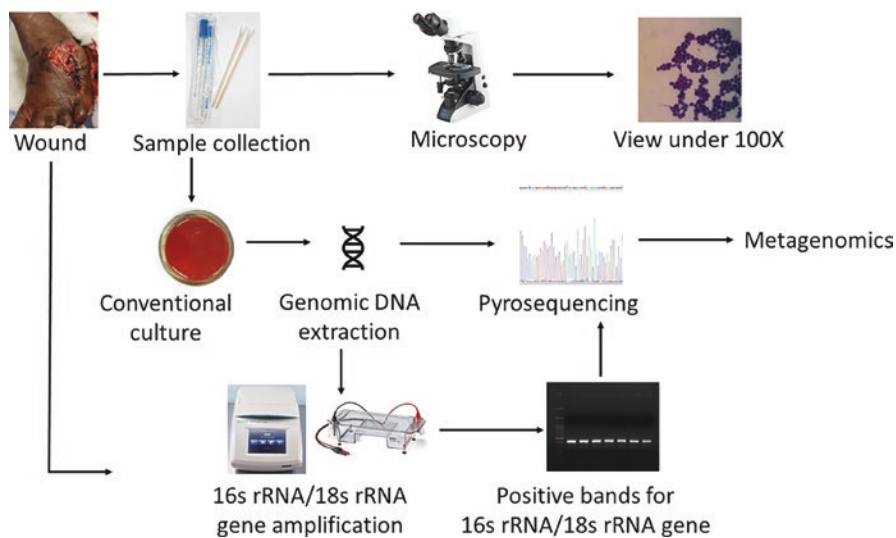 Wound
Sample collection
Microscopy
View under 100X
Conventional
culture
Genomic DNA
extraction
Pyrosequencing
Metagenomics
16s rRNA/18s rRNA
gene amplification
Positive bands for
16s rRNA/18s rRNA gene